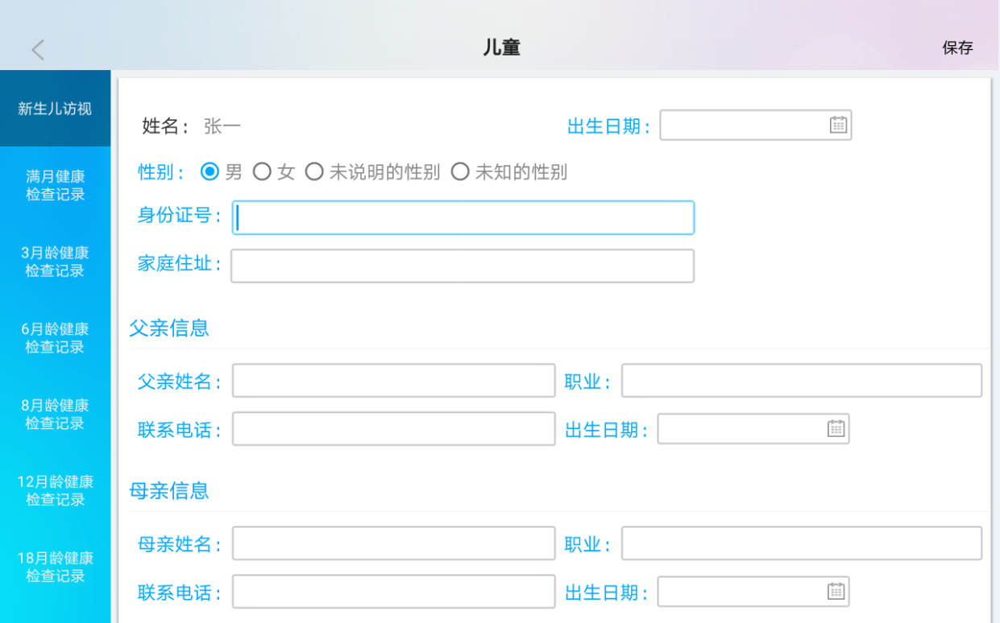 儿童
保存
新生儿访视
满月健康
检查记录
3月龄健康
检查记录
6月龄健康
检查记录
8月龄健康
检查记录
12月龄健康
检查记录
18月龄健康
检查记录
姓名： 张一 出生日期：
性别： 男 女 未说明的性别 未知的性别
身份证号：
家庭住址：
父亲信息
父亲姓名： 职业：
联系电话： 出生日期：
母亲信息
母亲姓名： 职业：
联系电话： 出生日期：